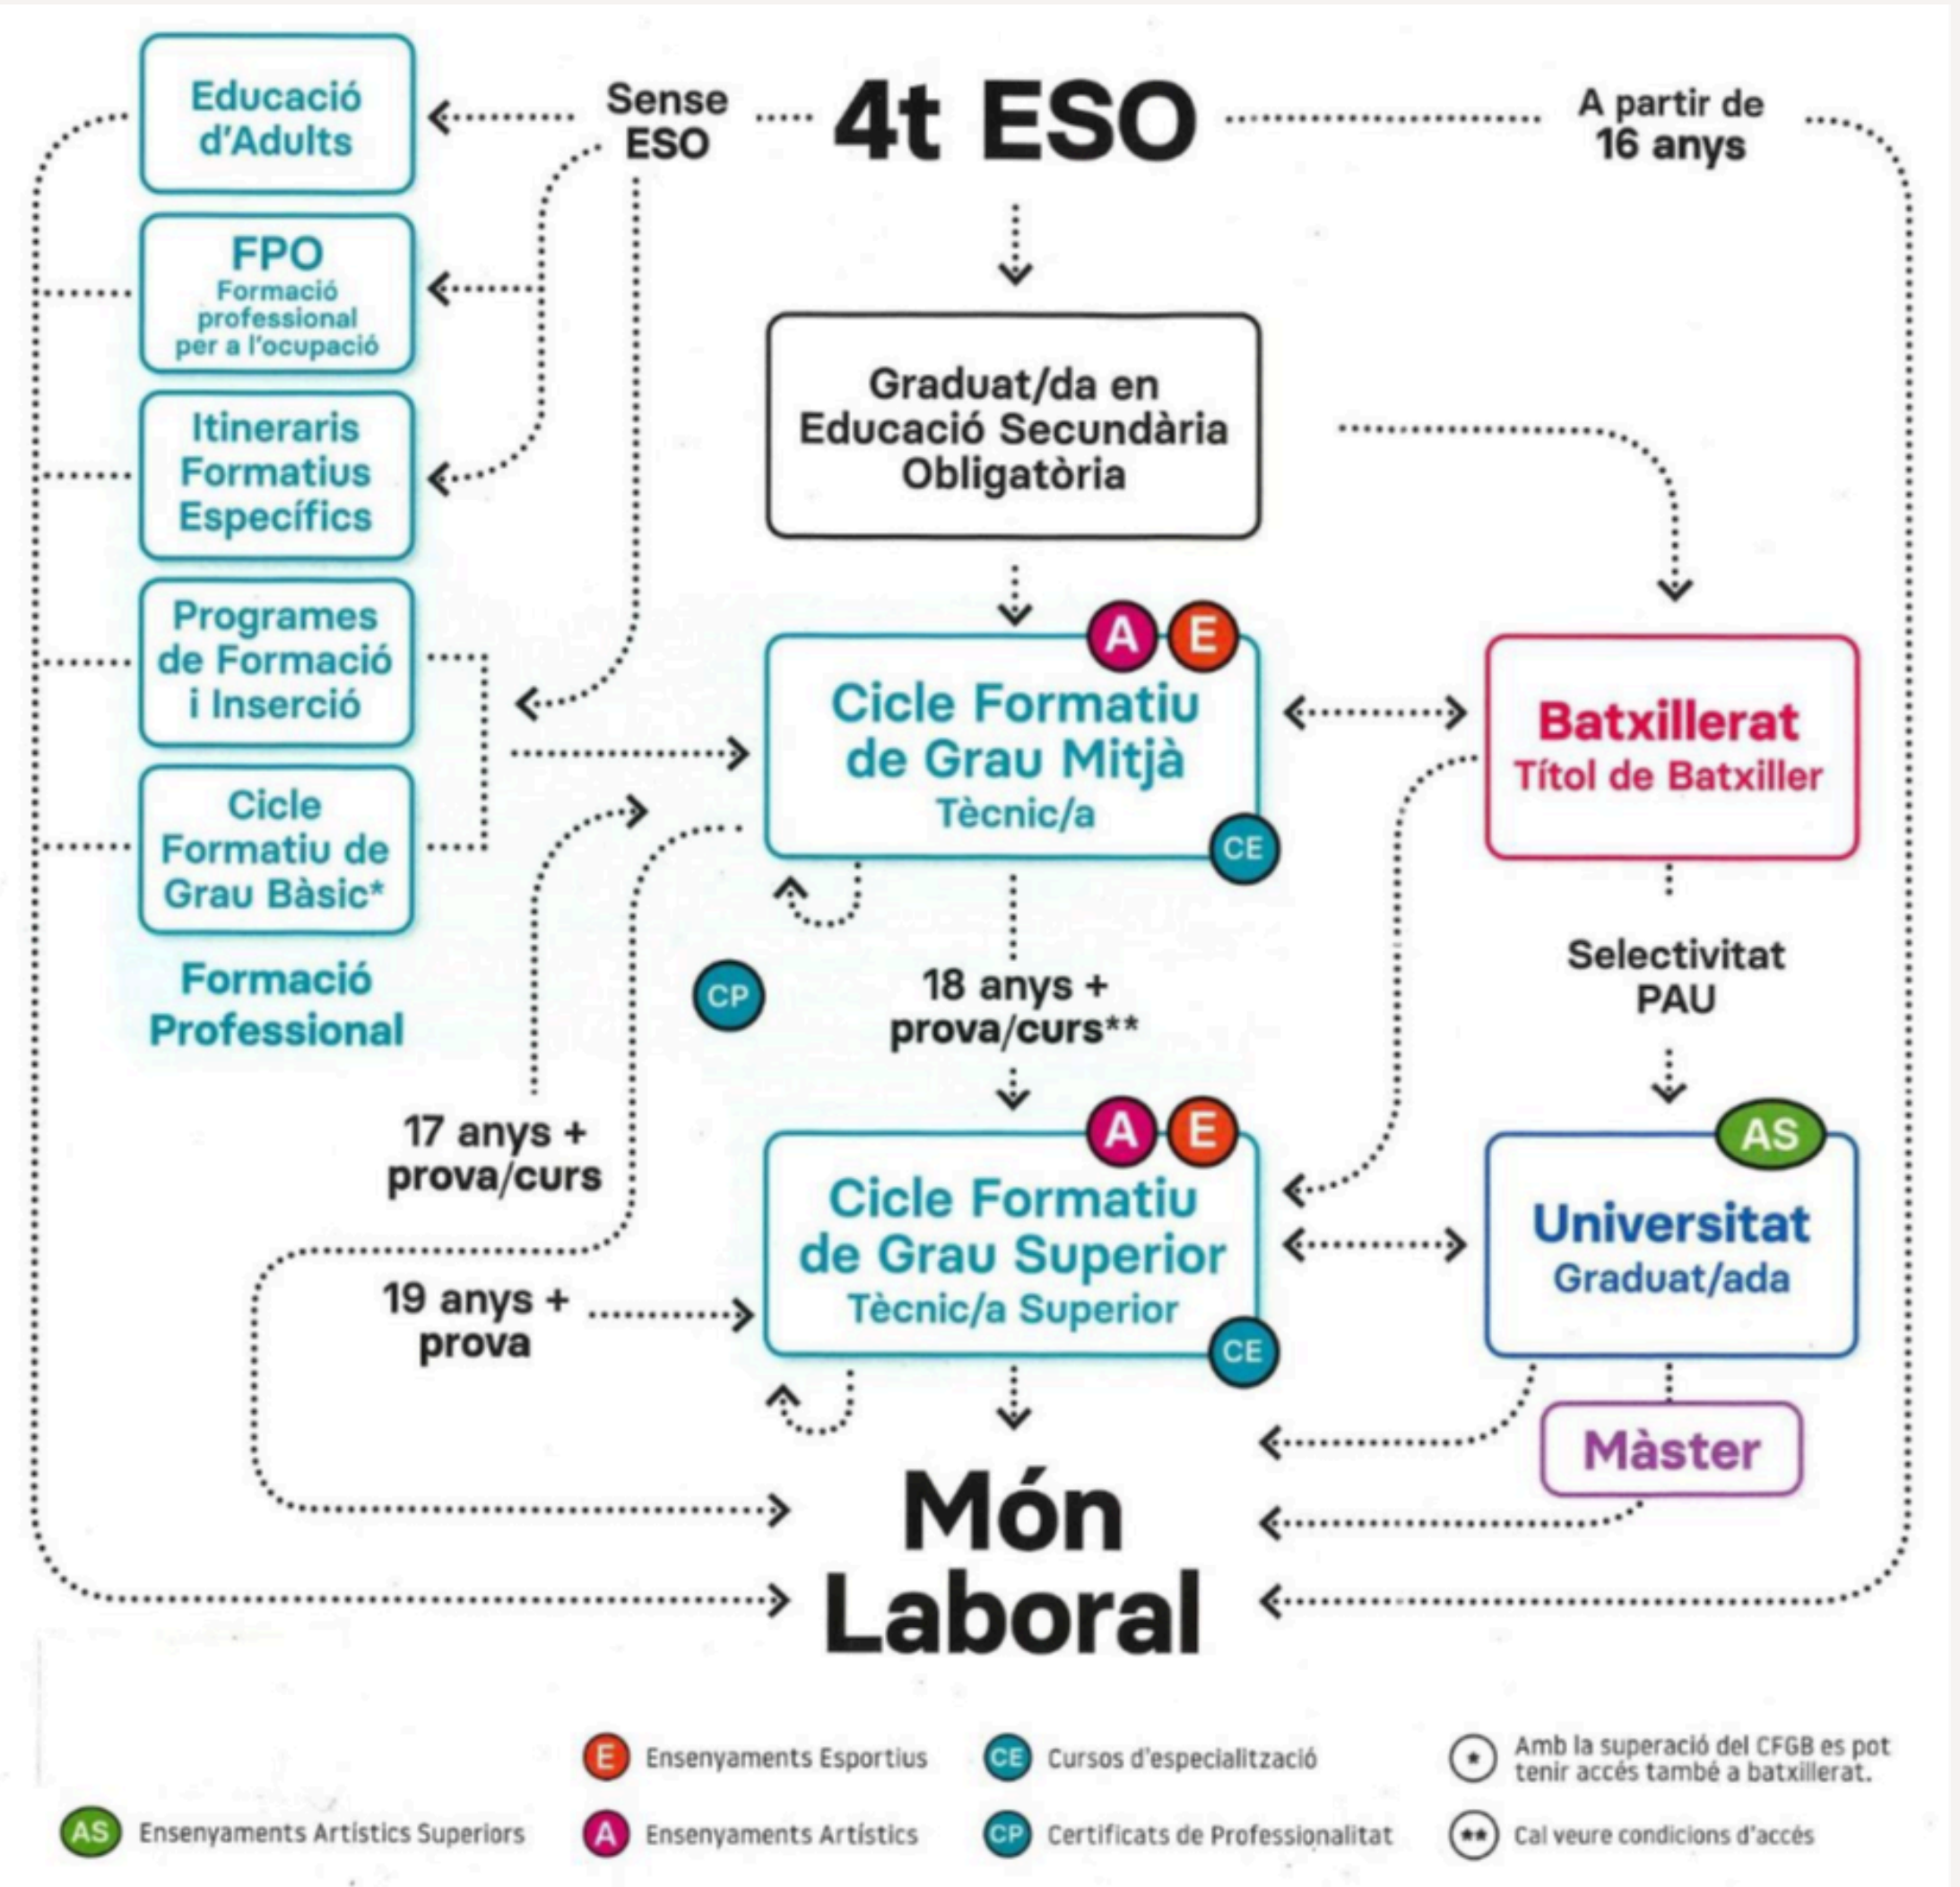 Educació
d'Adults
Sense
ESO
4t ESO
A partir de
16 anys
FPO
Formació
professional
per a l'ocupació
Itineraris
Formatius
Específics
Graduat/da en
Educació Secundària
Obligatòria
Programes
de Formació
i Inserció
A E
Cicle Formatiu
de Grau Mitjà
Tècnic/a
CE
Batxillerat
Títol de Batxiller
Cicle
Formatiu de
Grau Bàsic*
Formació
Professional
CP
18 anys +
prova/curs**
Selectivitat
PAU
17 anys +
prova/curs
A E
Cicle Formatiu
de Grau Superior
Tècnic/a Superior
CE
AS
Universitat
Graduat/ada
19 anys +
prova
Màster
Món
Laboral
E Ensenyaments Esportius
CE Cursos d'especialització
* Amb la superació del CFGB es pot
tenir accés també a batxillerat.
AS Ensenyaments Artístics Superiors
A Ensenyaments Artístics
CP Certificats de Professionalitat
** Cal veure condicions d'accés